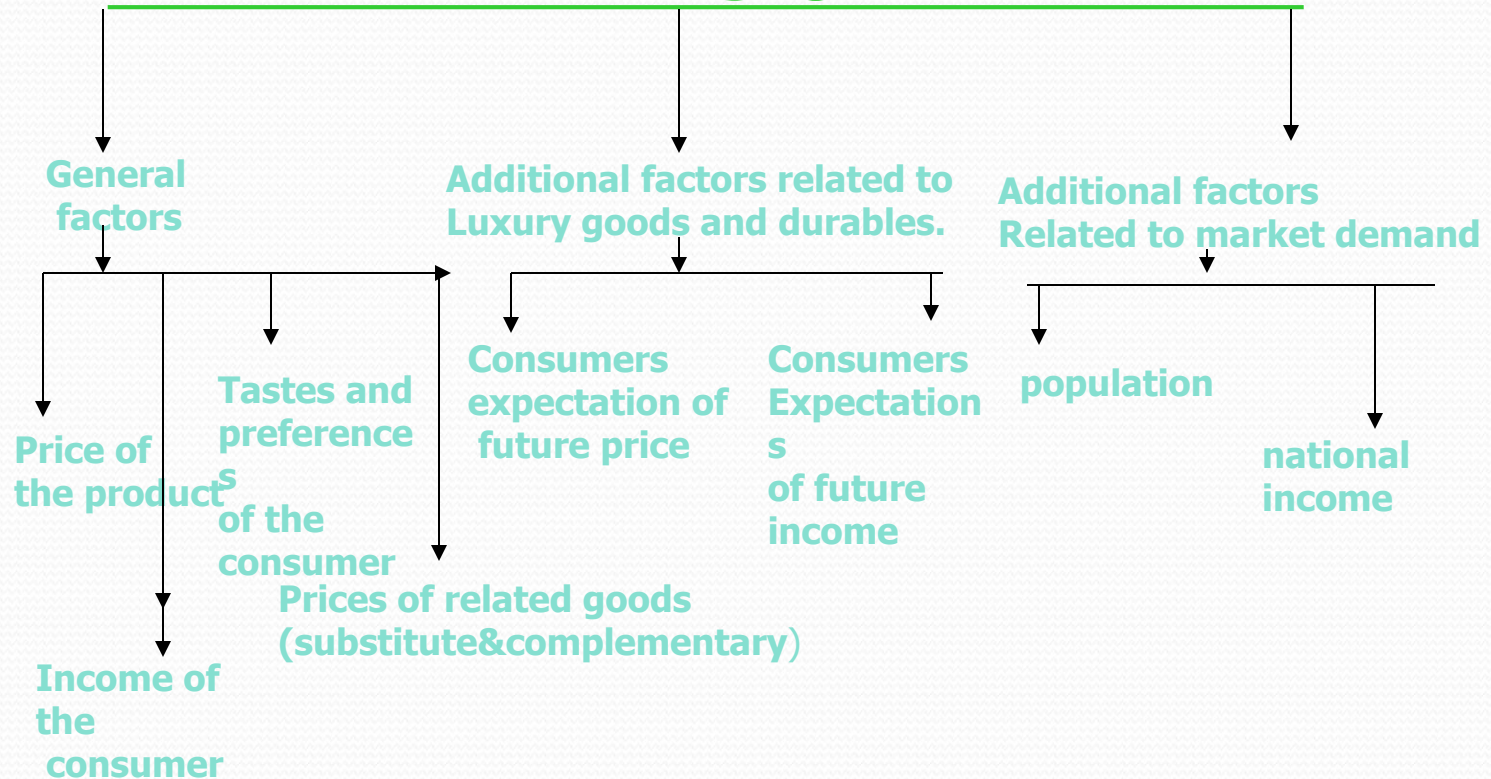 General
factors
Additional factors related to
Luxury goods and durables.
Additional factors
Related to market demand
Price of
the product
Income of
the
consumer
Tastes and
preference
s
of the
consumer
Prices of related goods
(substitute&complementary)
Consumers
expectation of
future price
Consumers
Expectation
s
of future
income
population
national
income